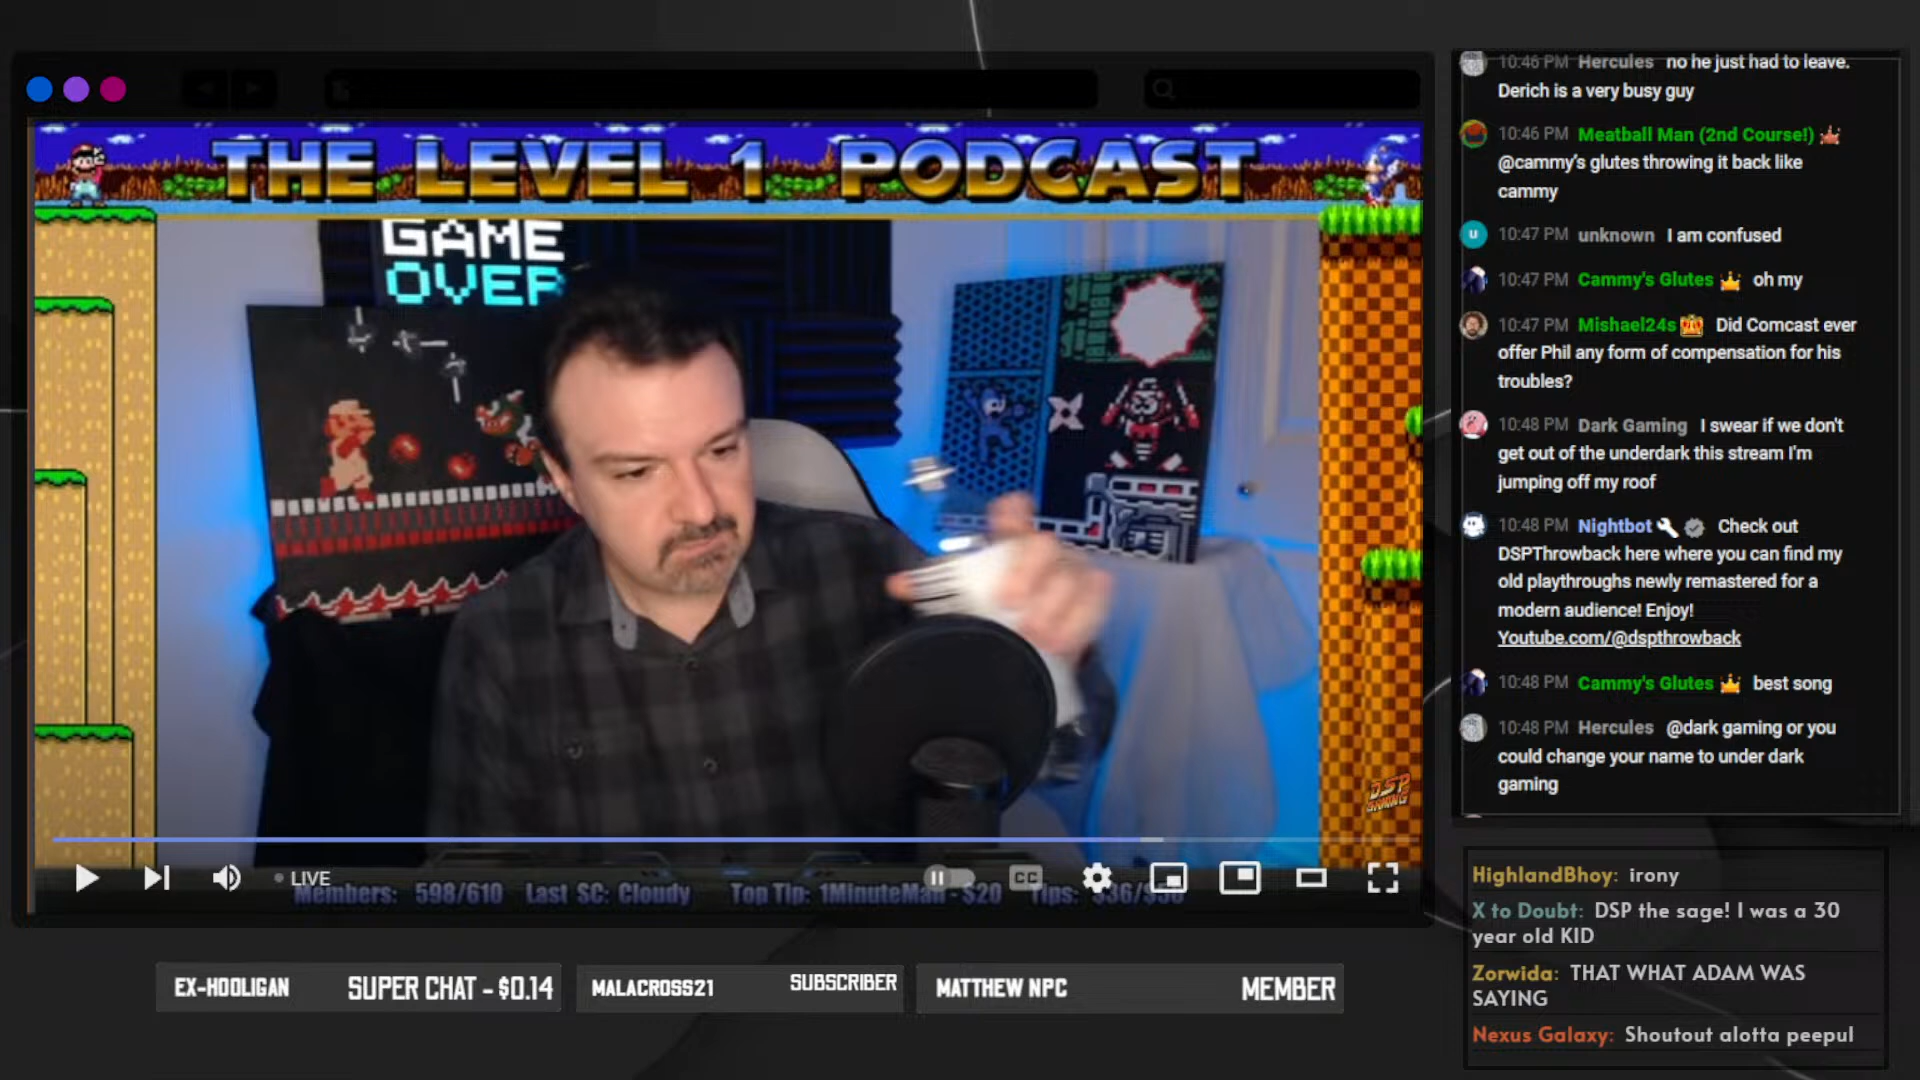 THE LEVEL 1 PODCAST
GAME
OVER
DSP
GAMING
LIVE
CC
Members: 598/610 Last SC: Cloudy Top Tip: 1MinuteMan - $20 Tips:
EX-HOOLIGAN SUPER CHAT - $0.14
MALACROSS21 SUBSCRIBER
MATTHEW NPC MEMBER
10:46 PM Hercules no he just had to leave.
Derich is a very busy guy
10:46 PM Meatball Man (2nd Course!)
@cammy's glutes throwing it back like
cammy
U 10:47 PM unknown I am confused
10:47 PM Cammy's Glutes oh my
10:47 PM Mishael24s Did Comcast ever
offer Phil any form of compensation for his
troubles?
10:48 PM Dark Gaming I swear if we don't
get out of the underdark this stream I'm
jumping off my roof
10:48 PM Nightbot Check out
DSPThrowback here where you can find my
old playthroughs newly remastered for a
modern audience! Enjoy!
Youtube.com/@dspthrowback
10:48 PM Cammy's Glutes best song
10:48 PM Hercules @dark gaming or you
could change your name to under dark
gaming
HighlandBhoy: irony
X to Doubt: DSP the sage! I was a 30
year old KID
Zorwida: THAT WHAT ADAM WAS
SAYING
Nexus Galaxy: Shoutout alotta peepul